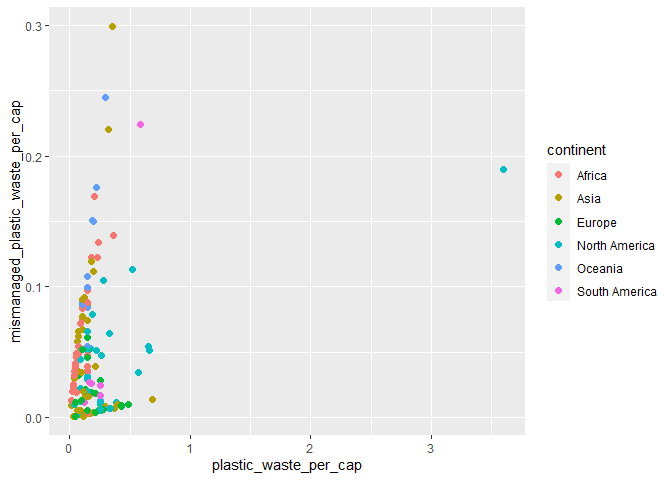 0.3
0.2
0.1
0.0
mismanaged_plastic_waste_per_cap
0
1
2
3
plastic_waste_per_cap
continent
Africa
Asia
Europe
North America
Oceania
South America